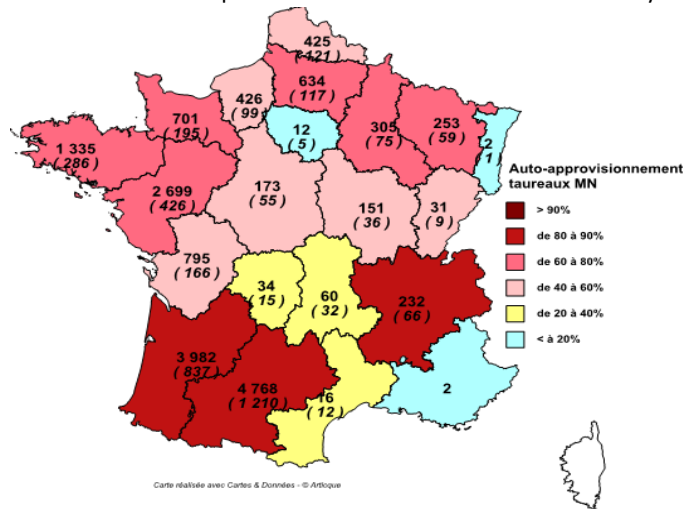 425
( 121)
634
( 117)
426
( 99)
701
( 195)
305
( 75)
253
( 59)
2
( 1
12
( 5 )
1 335
( 286)
2 699
( 426)
173
( 55)
151
( 36)
31
( 9 )
795
( 166)
34
( 15 )
60
( 32 )
232
( 66)
3 982
( 837)
4 768
( 1 210)
16
( 12 )
2
Auto-approvisionnement
taureaux MN
> 90%
de 80 à 90%
de 60 à 80%
de 40 à 60%
de 20 à 40%
< à 20%
Carte réalisée avec Cartes & Données - © Artique